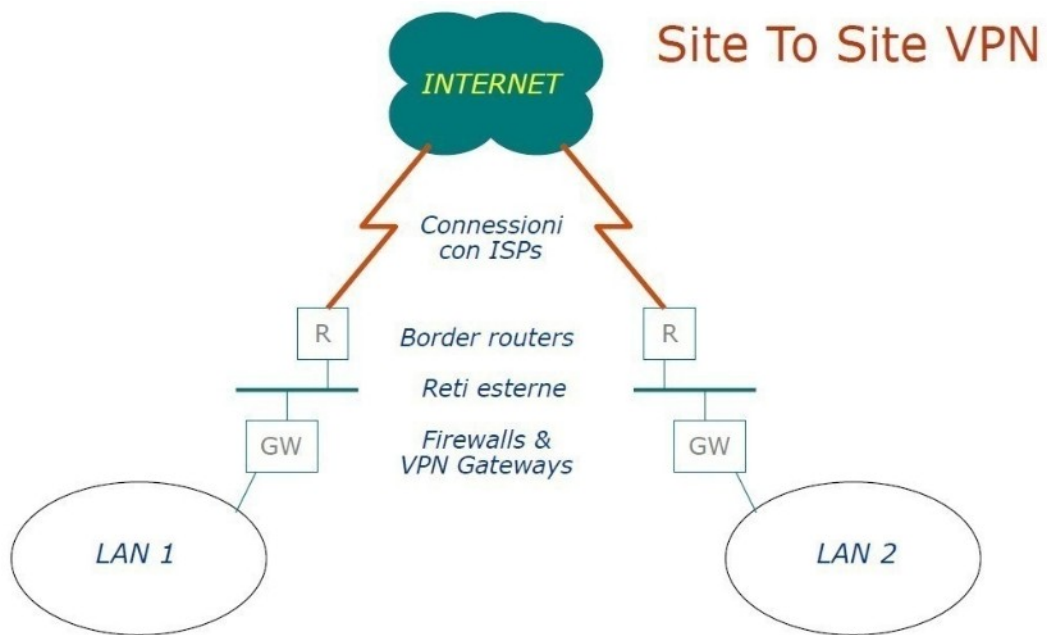 Site To Site VPN
INTERNET
Connessioni
con ISPs
R
Border routers
R
Reti esterne
GW
Firewalls &
VPN Gateways
GW
LAN 1
LAN 2